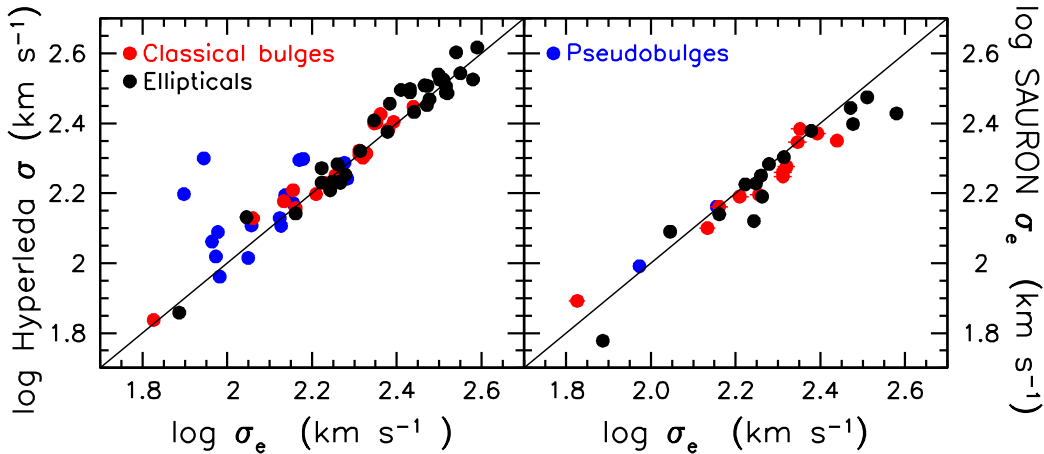 log Hyperleda σ (km s⁻¹)
2.6
2.4
2.2
2
1.8
Classical bulges
Ellipticals
1.8
2
2.2
2.4
2.6
log σe (km s⁻¹)
Pseudobulges
1.8
2.0
2.2
2.4
2.6
log σe (km s⁻¹)
2.6
2.4
2.2
2
1.8
log SAURON σe (km s⁻¹)